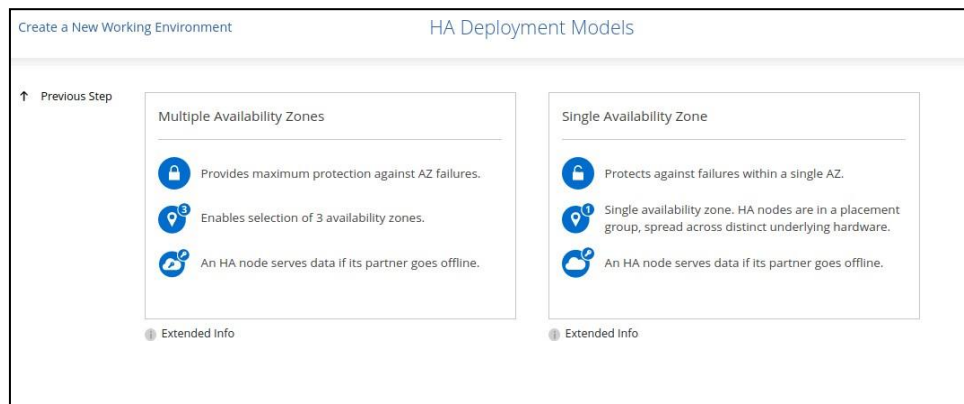 Create a New Working Environment
HA Deployment Models
↑ Previous Step
Multiple Availability Zones
Provides maximum protection against AZ failures.
3
Enables selection of 3 availability zones.
An HA node serves data if its partner goes offline.
i Extended Info
Single Availability Zone
Protects against failures within a single AZ.
1
Single availability zone. HA nodes are in a placement
group, spread across distinct underlying hardware.
An HA node serves data if its partner goes offline.
i Extended Info